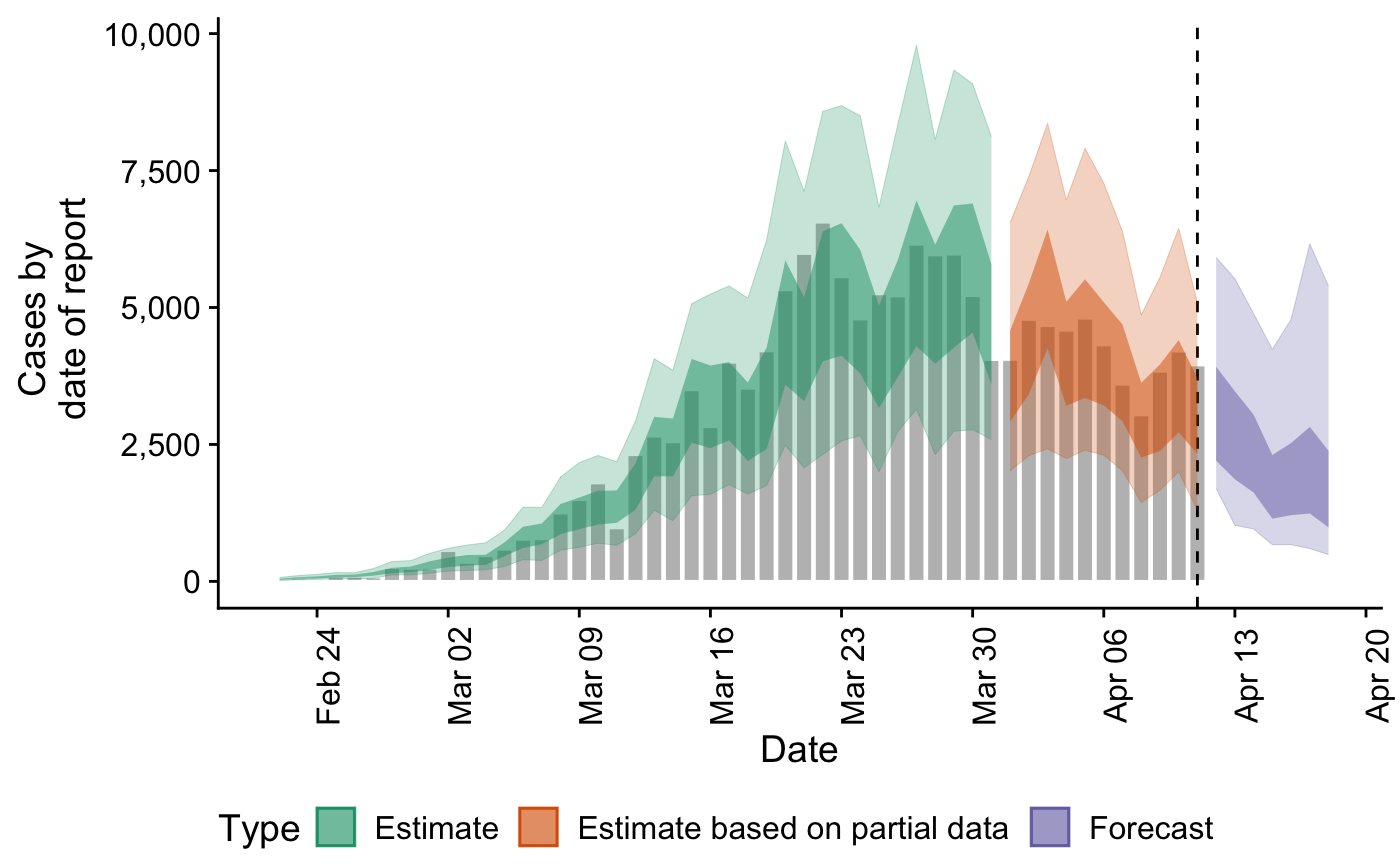 Cases by
date of report
10,000
7,500
5,000
2,500
0
Feb 24
Mar 02
Mar 09
Mar 16
Mar 23
Mar 30
Apr 06
Apr 13
Apr 20
Date
Type Estimate Estimate based on partial data Forecast